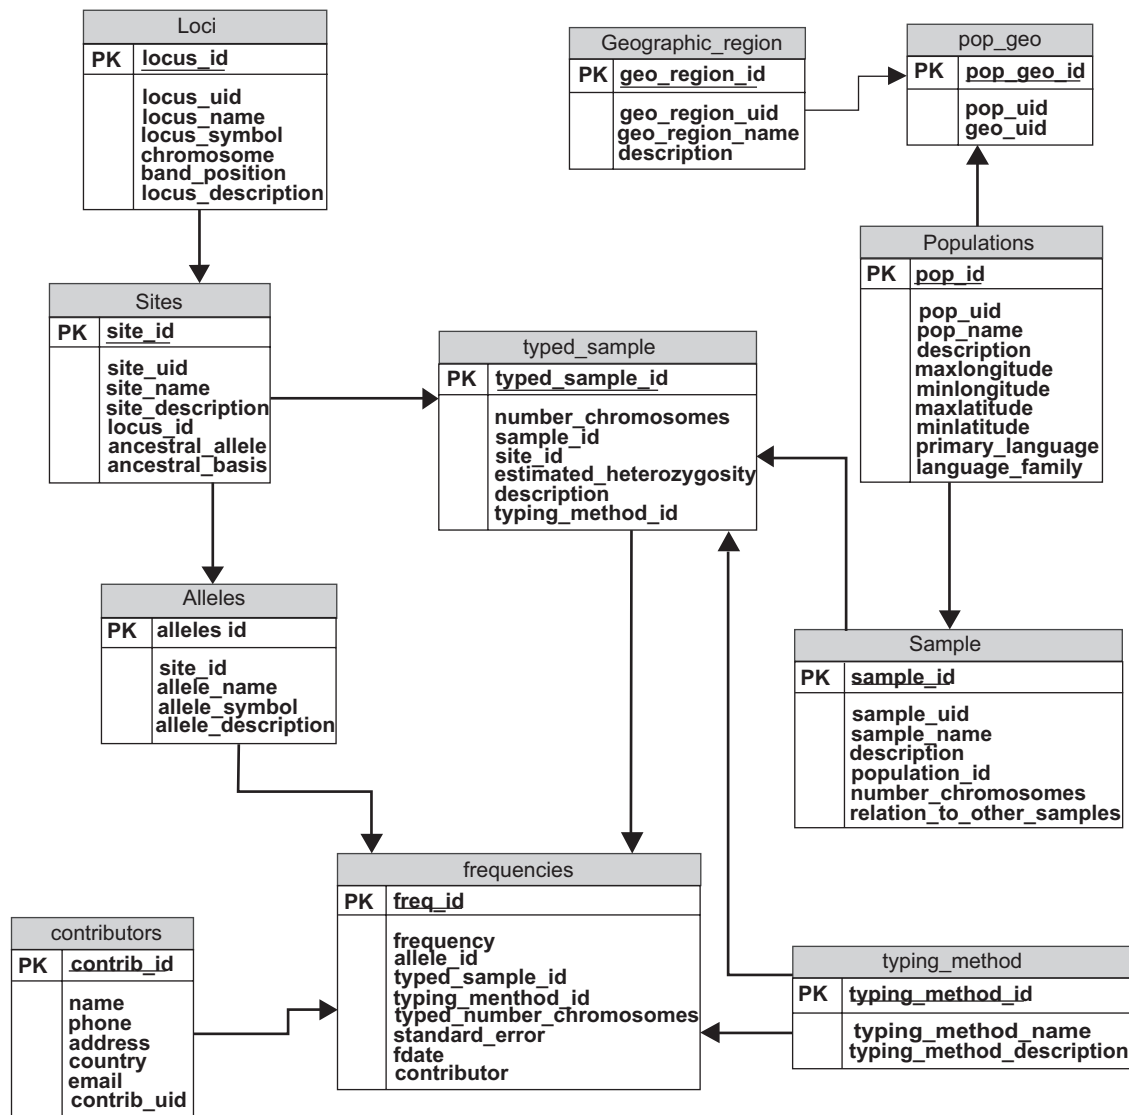 Loci
PK locus_id
locus_uid
locus_name
locus_symbol
chromosome
band_position
locus_description
Geographic_region
PK geo_region_id
geo_region_uid
geo_region_name
description
pop_geo
PK pop_geo_id
pop_uid
geo_uid
Populations
PK pop_id
pop_uid
pop_name
description
maxlongitude
minlongitude
maxlatitude
minlatitude
primary_language
language_family
Sites
PK site_id
site_uid
site_name
site_description
locus_id
ancestral_allele
ancestral_basis
typed_sample
PK typed_sample_id
number_chromosomes
sample_id
site_id
estimated_heterozygosity
description
typing_method_id
Alleles
PK alleles id
site_id
allele_name
allele_symbol
allele_description
Sample
PK sample_id
sample_uid
sample_name
description
population_id
number_chromosomes
relation_to_other_samples
frequencies
PK freq_id
frequency
allele_id
typed_sample_id
typing_menthod_id
typed_number_chromosomes
standard_error
fdate
contributor
contributors
PK contrib_id
name
phone
address
country
email
contrib_uid
typing_method
PK typing_method_id
typing_method_name
typing_method_description